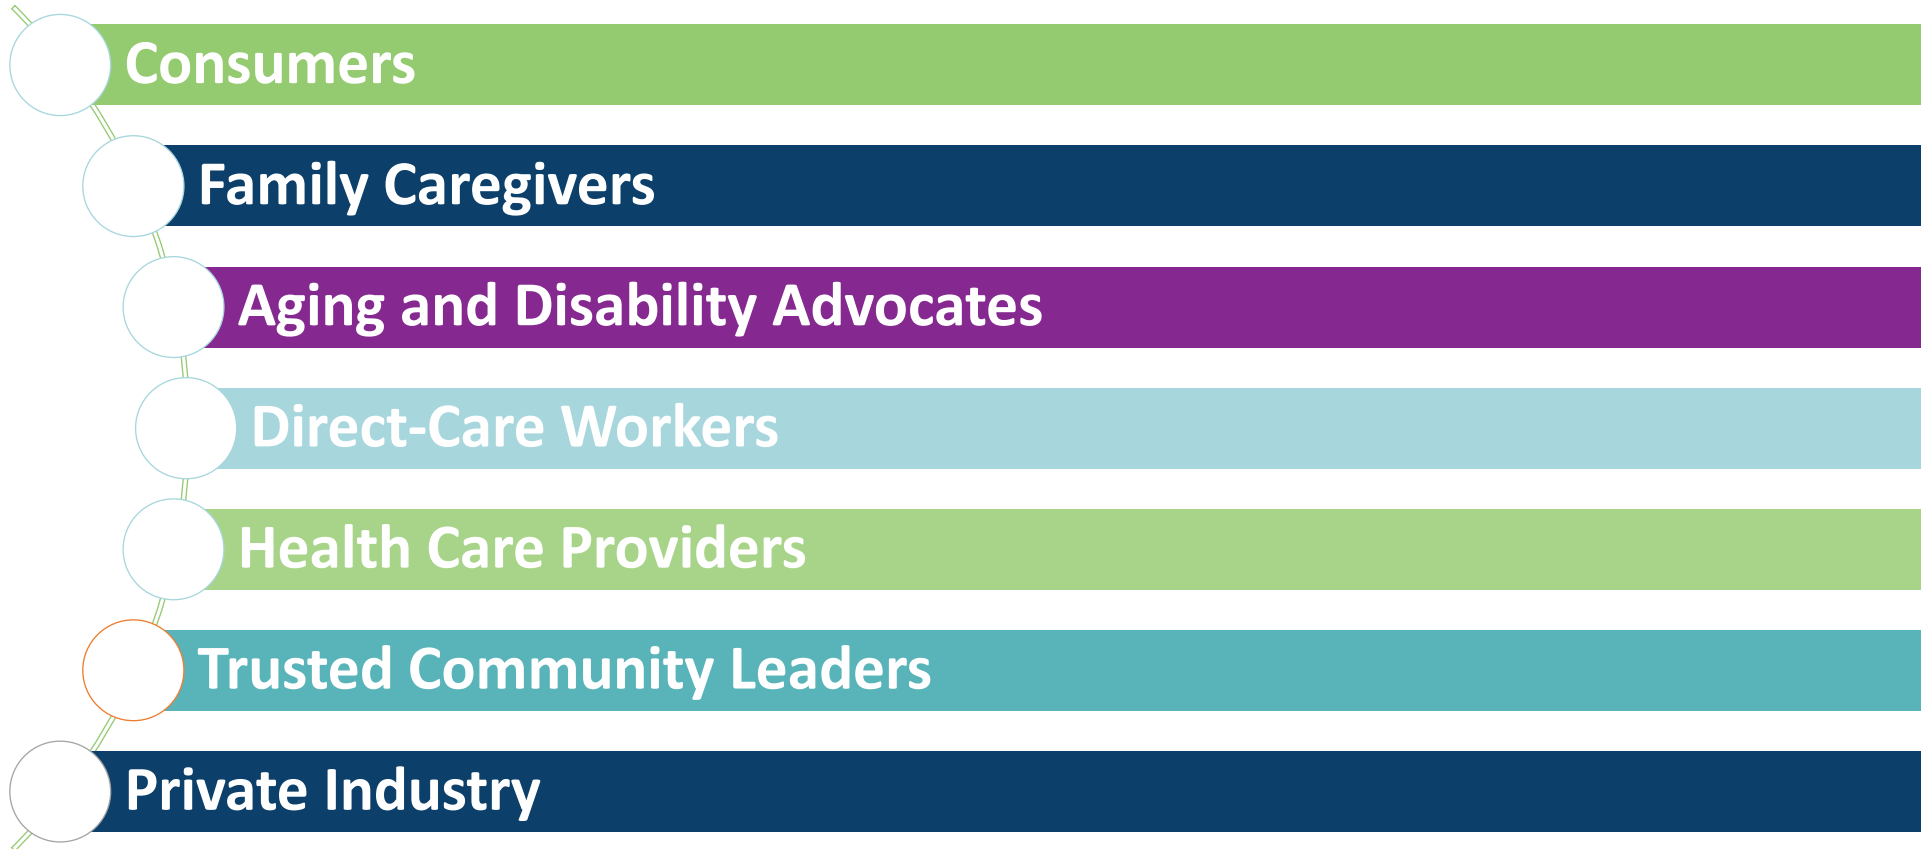 Consumers
Family Caregivers
Aging and Disability Advocates
Direct-Care Workers
Health Care Providers
Trusted Community Leaders
Private Industry